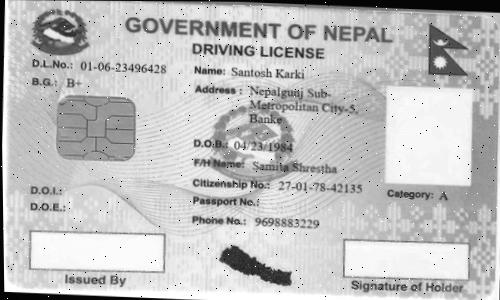 GOVERNMENT OF NEPAL
DRIVING LICENSE
D.L.No.: 01-06-23496428
B.G.: B+
Name: Santosh Karki
Address : Nepalgunj Sub-
Metropolitan City-5,
Banke
D.O.B.: 04/23/1984
F/H Name: Samita Shrestha
Citizenship No.: 27-01-78-42135
Passport No.:
Phone No.: 9698883229
D.O.I.:
D.O.E.:
Category: A
Issued By
Signature of Holder